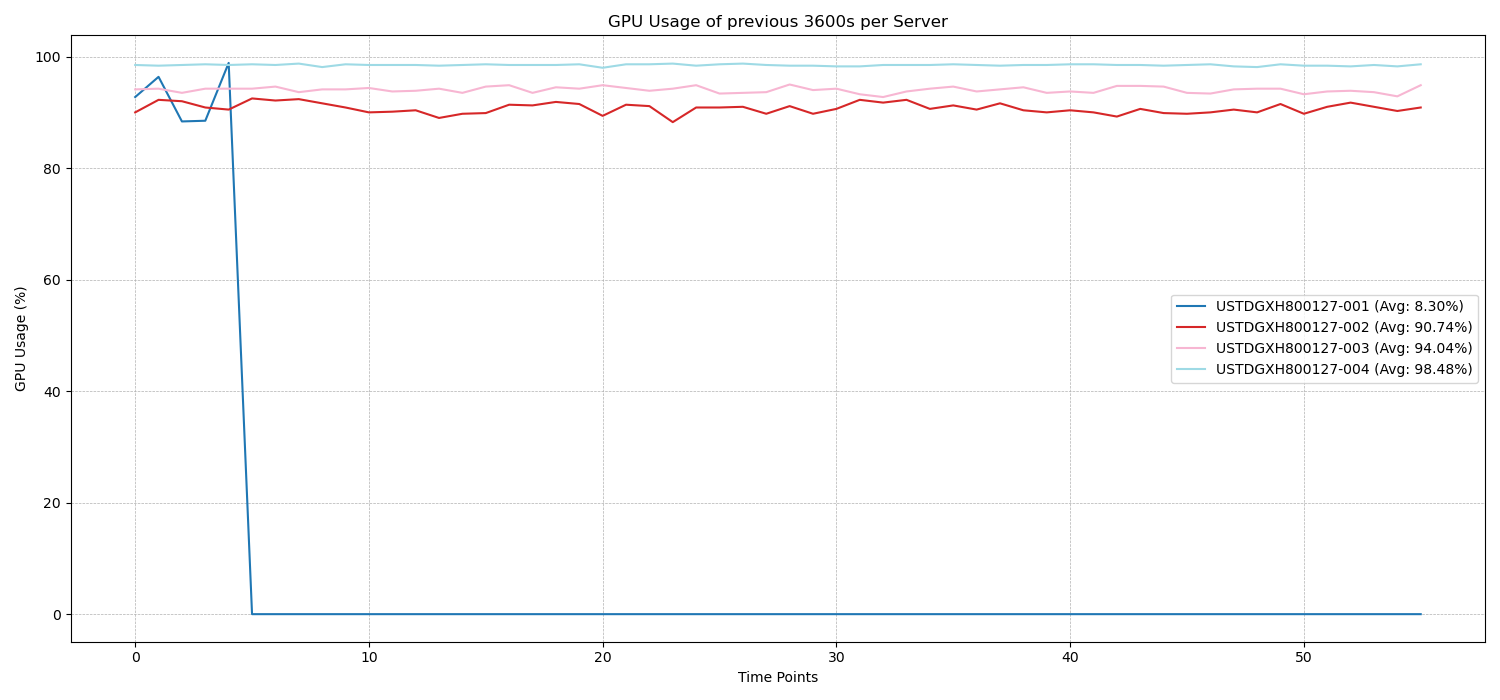 GPU Usage of previous 3600s per Server
GPU Usage (%)
100
80
60
40
20
0
USTDGXH800127-001 (Avg: 8.30%)
USTDGXH800127-002 (Avg: 90.74%)
USTDGXH800127-003 (Avg: 94.04%)
USTDGXH800127-004 (Avg: 98.48%)
0 10 20 30 40 50
Time Points